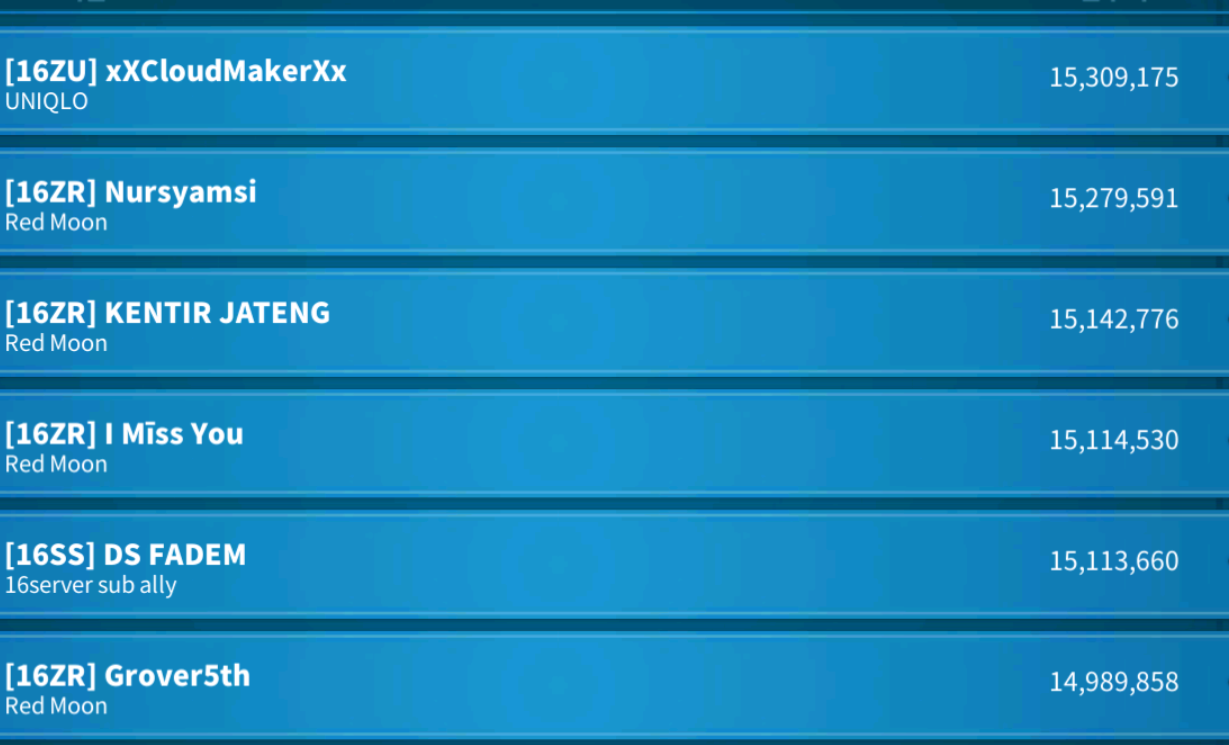 [16ZU] xXCloudMakerXx
UNIQLO
15,309,175
[16ZR] Nursyamsi
Red Moon
15,279,591
[16ZR] KENTIR JATENG
Red Moon
15,142,776
[16ZR] I Mīss You
Red Moon
15,114,530
[16SS] DS FADEM
16server sub ally
15,113,660
[16ZR] Grover5th
Red Moon
14,989,858